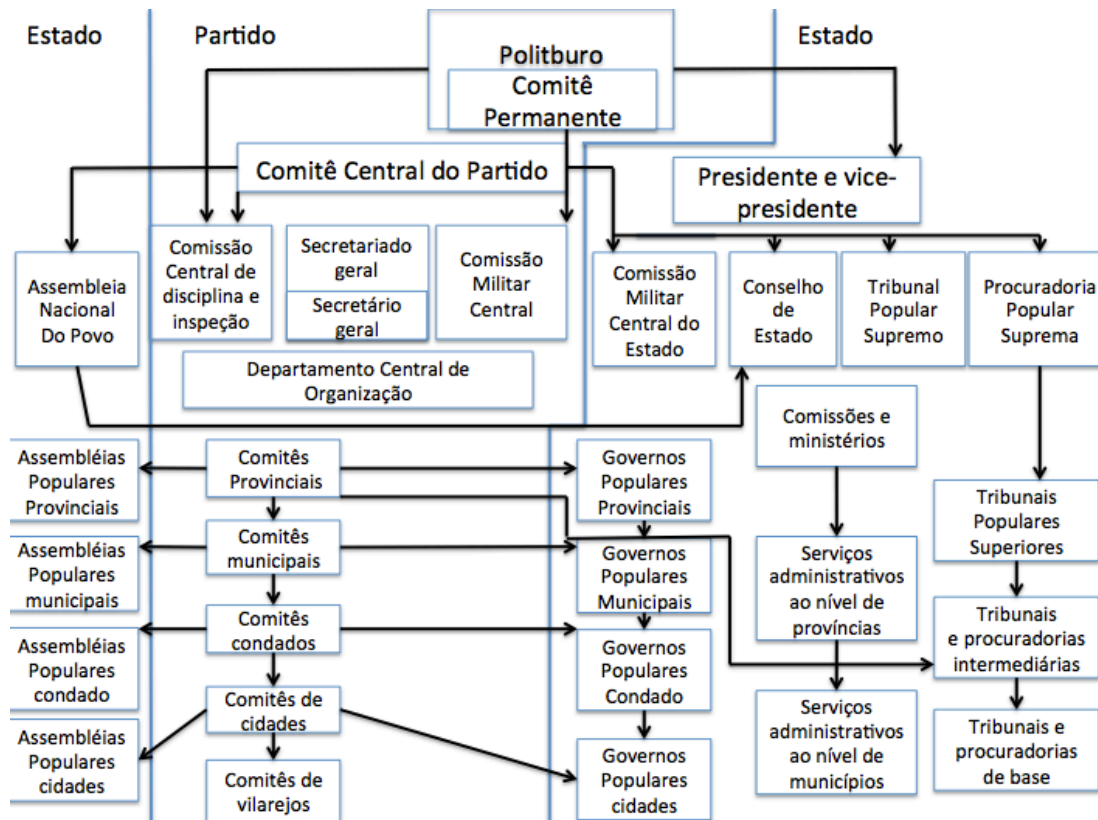 Estado
Partido
Estado
Politburo
Comitê
Permanente
Comitê Central do Partido
Presidente e vice-
presidente
Assembleia
Nacional
Do Povo
Comissão
Central de
disciplina e
inspeção
Secretariado
geral
Secretário
geral
Comissão
Militar
Central
Comissão
Militar
Central do
Estado
Conselho
de
Estado
Tribunal
Popular
Supremo
Procuradoria
Popular
Suprema
Departamento Central de
Organização
Comissões e
ministérios
Assembléias
Populares
Provinciais
Comitês
Provinciais
Governos
Populares
Provinciais
Tribunais
Populares
Superiores
Assembléias
Populares
municipais
Comitês
municipais
Governos
Populares
Municipais
Serviços
administrativos
ao nível de
províncias
Tribunais
e procuradorias
intermediárias
Assembléias
Populares
condado
Comitês
condados
Governos
Populares
Condado
Comitês de
cidades
Serviços
administrativos
ao nível de
municípios
Tribunais e
procuradorias
de base
Assembléias
Populares
cidades
Comitês de
vilarejos
Governos
Populares
cidades